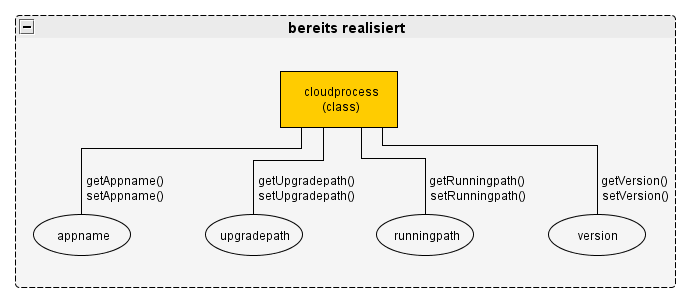 bereits realisiert
cloudprocess
(class)
getAppname()
setAppname()
getUpgradepath()
setUpgradepath()
getRunningpath()
setRunningpath()
getVersion()
setVersion()
appname
upgradepath
runningpath
version